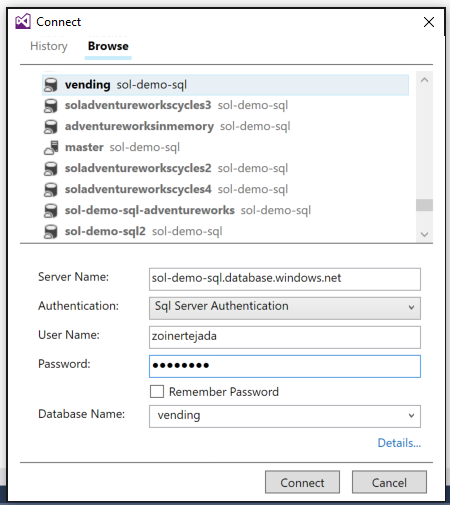 Connect
History Browse
vending sol-demo-sql
soladventureworkscycles3 sol-demo-sql
adventureworksinmemory sol-demo-sql
master sol-demo-sql
soladventureworkscycles2 sol-demo-sql
soladventureworkscycles4 sol-demo-sql
sol-demo-sql-adventureworks sol-demo-sql
sol-demo-sql2 sol-demo-sql
Server Name: sol-demo-sql.database.windows.net
Authentication: Sql Server Authentication
User Name: zoinertejada
Password: ●●●●●●●●
Remember Password
Database Name: vending
Details...
Connect Cancel